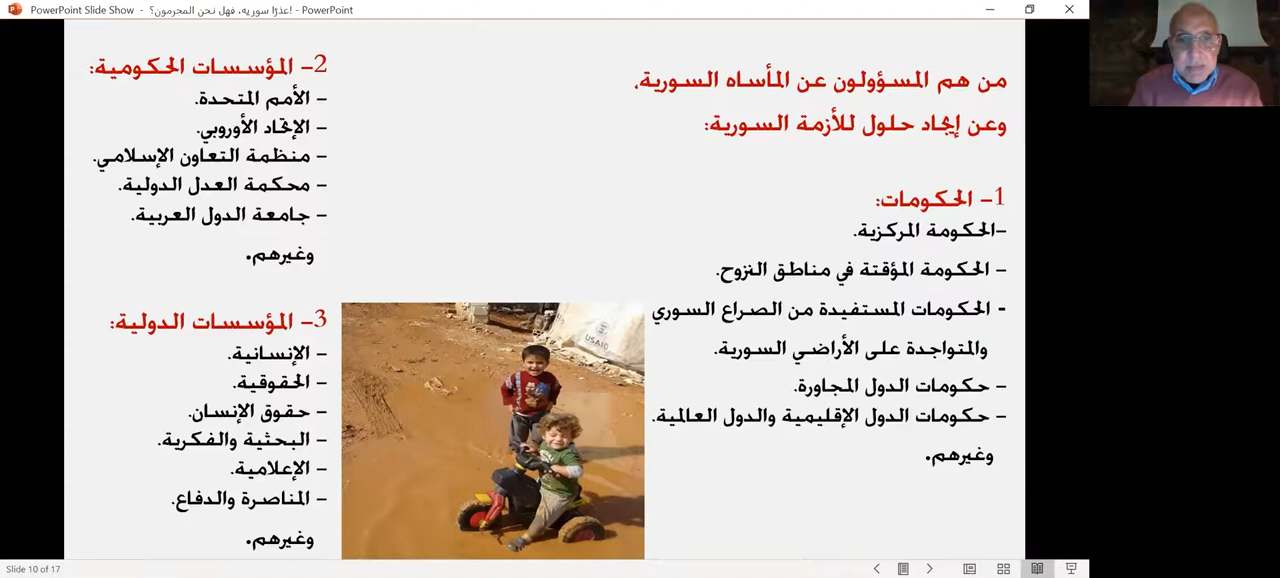 PowerPoint Slide Show - عذرًا سوريه، فهل نحن المجرمون؟! - PowerPoint
من هم المسؤولون عن المأساه السورية،
وعن إيجاد حلول للأزمة السورية:
1- الحكومات:
-الحكومة المركزية.
- الحكومة المؤقتة في مناطق النزوح.
- الحكومات المستفيدة من الصراع السوري
والمتواجدة على الأراضي السورية.
- حكومات الدول المجاورة.
- حكومات الدول الإقليمية والدول العالمية.
وغيرهم.
2- المؤسسات الحكومية:
- الأمم المتحدة.
- الإتحاد الأوروبي.
- منظمة التعاون الإسلامي.
- محكمة العدل الدولية.
- جامعة الدول العربية.
وغيرهم.
3- المؤسسات الدولية:
- الإنسانية.
- الحقوقية.
- حقوق الإنسان.
- البحثية والفكرية.
- الإعلامية.
- المناصرة والدفاع.
وغيرهم.
USAID
Slide 10 of 17